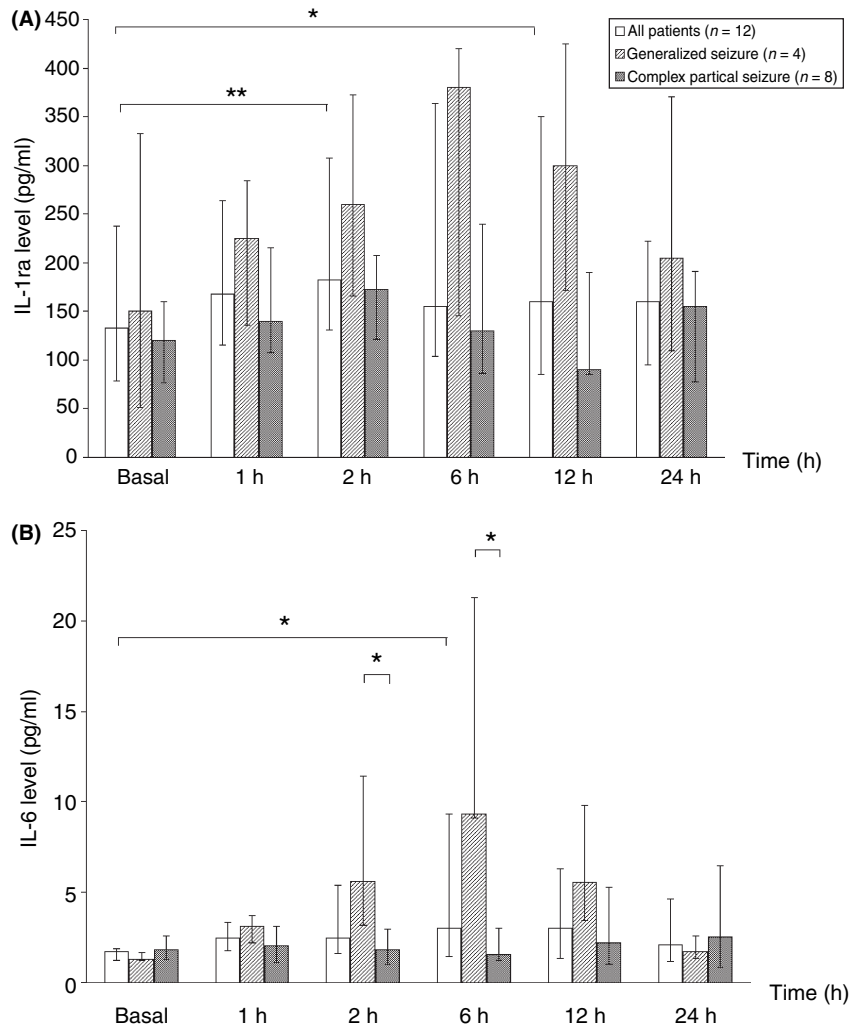 (A)
450
400
350
300
250
200
150
100
50
0
IL-1ra level (pg/ml)
*
**
All patients (n = 12)
Generalized seizure (n = 4)
Complex partical seizure (n = 8)
Basal 1 h 2 h 6 h 12 h 24 h
Time (h)
(B)
25
20
15
10
5
0
IL-6 level (pg/ml)
*
*
*
Basal 1 h 2 h 6 h 12 h 24 h
Time (h)